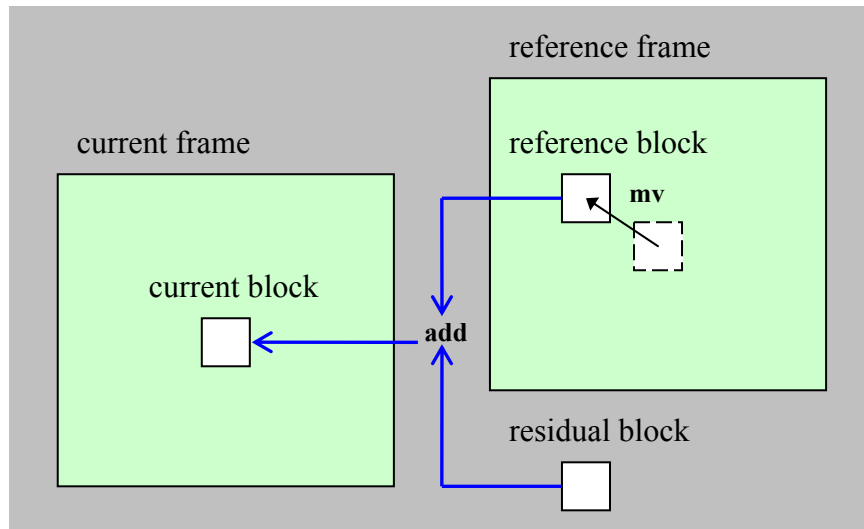 reference frame
current frame
reference block
mv
current block
add
residual block